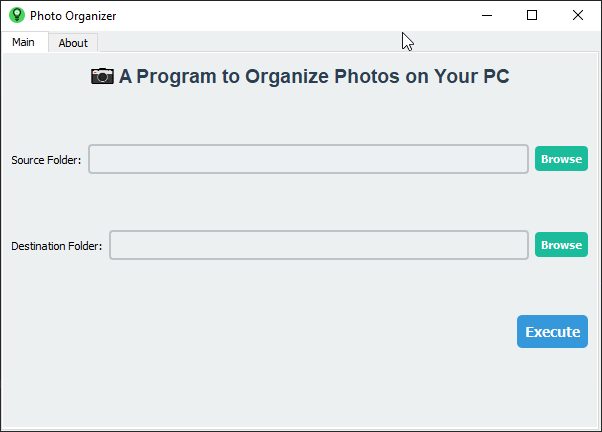 Photo Organizer
Main About
A Program to Organize Photos on Your PC
Source Folder: Browse
Destination Folder: Browse
Execute